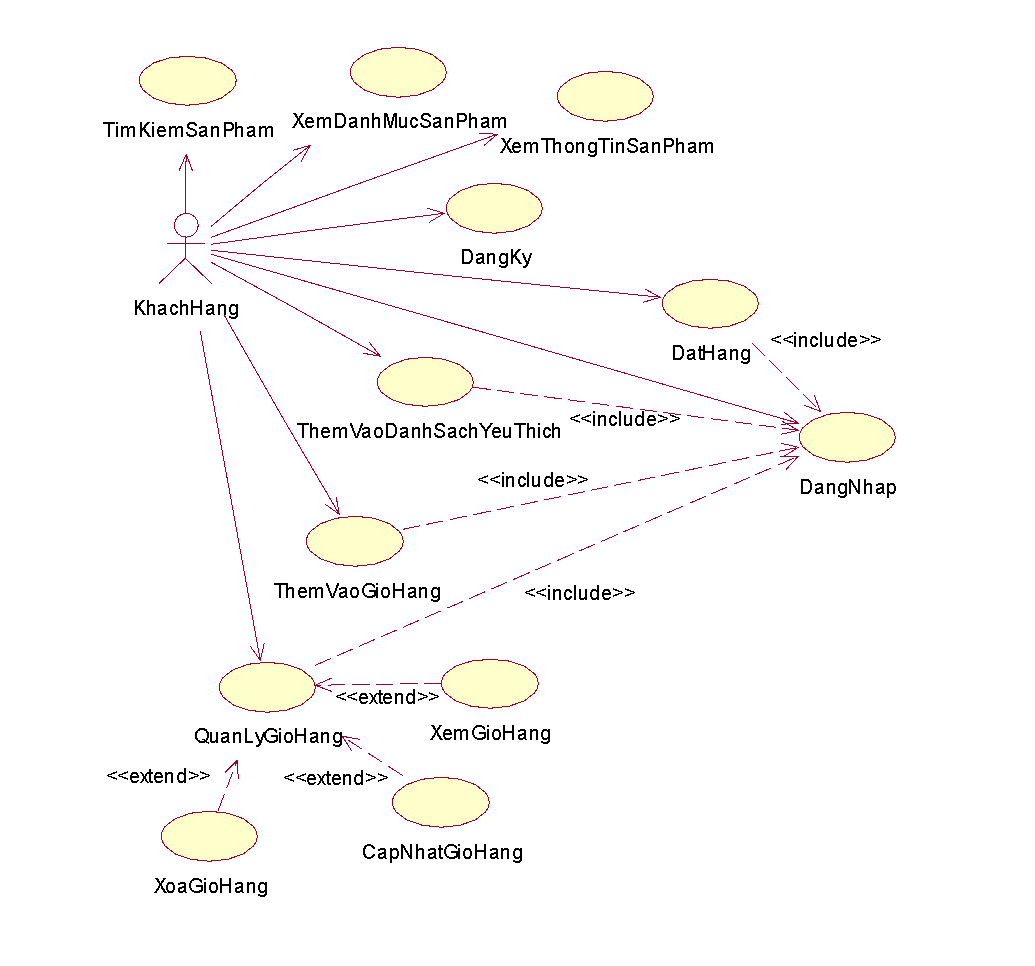 TimKiemSanPham
XemDanhMucSanPham
XemThongTinSanPham
DangKy
KhachHang
DatHang
<<include>>
ThemVaoDanhSachYeuThich
<<include>>
DangNhap
<<include>>
ThemVaoGioHang
<<include>>
<<extend>>
QuanLyGioHang
XemGioHang
<<extend>>
<<extend>>
CapNhatGioHang
XoaGioHang